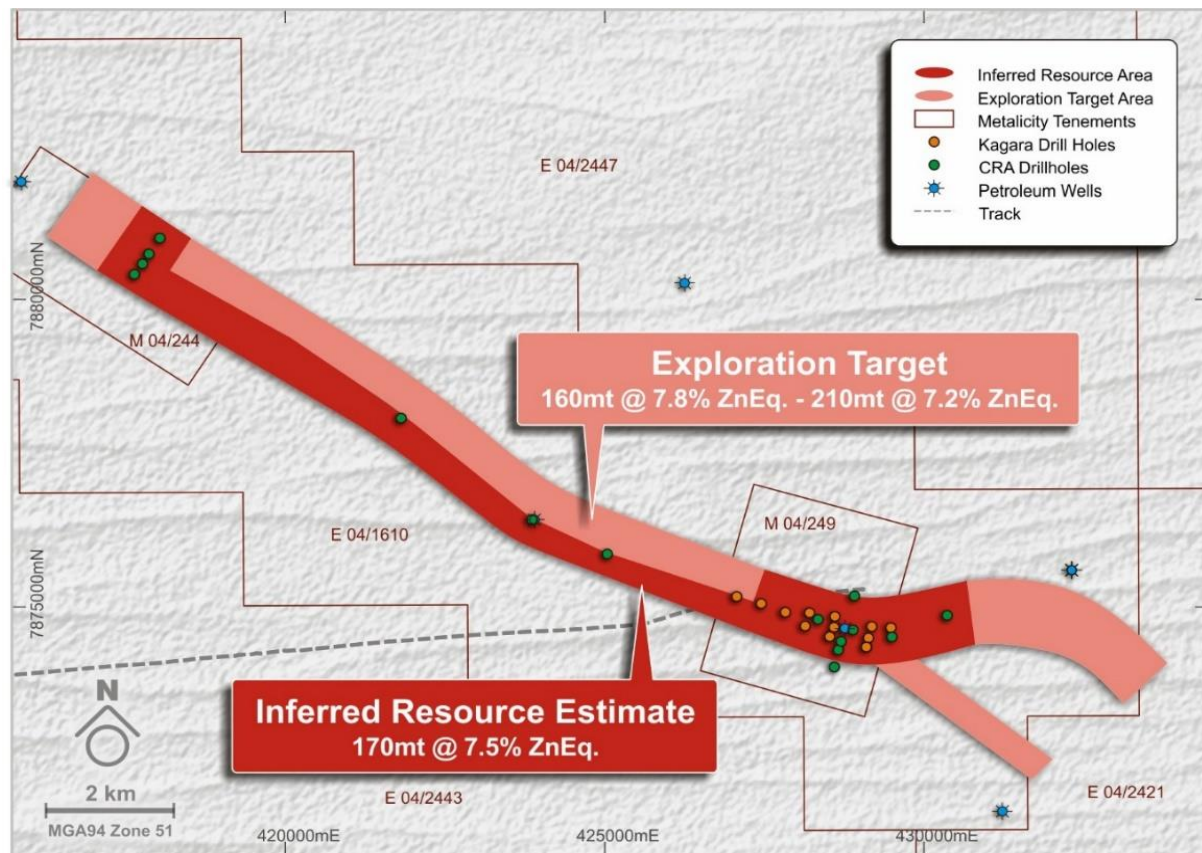 Inferred Resource Area
Exploration Target Area
Metalicity Tenements
Kagara Drill Holes
CRA Drillholes
Petroleum Wells
Track
E 04/2447
7880000mN
M 04/244
Exploration Target
160mt @ 7.8% ZnEq. - 210mt @ 7.2% ZnEq.
M 04/249
E 04/1610
7875000mN
Inferred Resource Estimate
170mt @ 7.5% ZnEq.
N
2 km
MGA94 Zone 51
E 04/2443
E 04/2421
420000mE
425000mE
430000mE